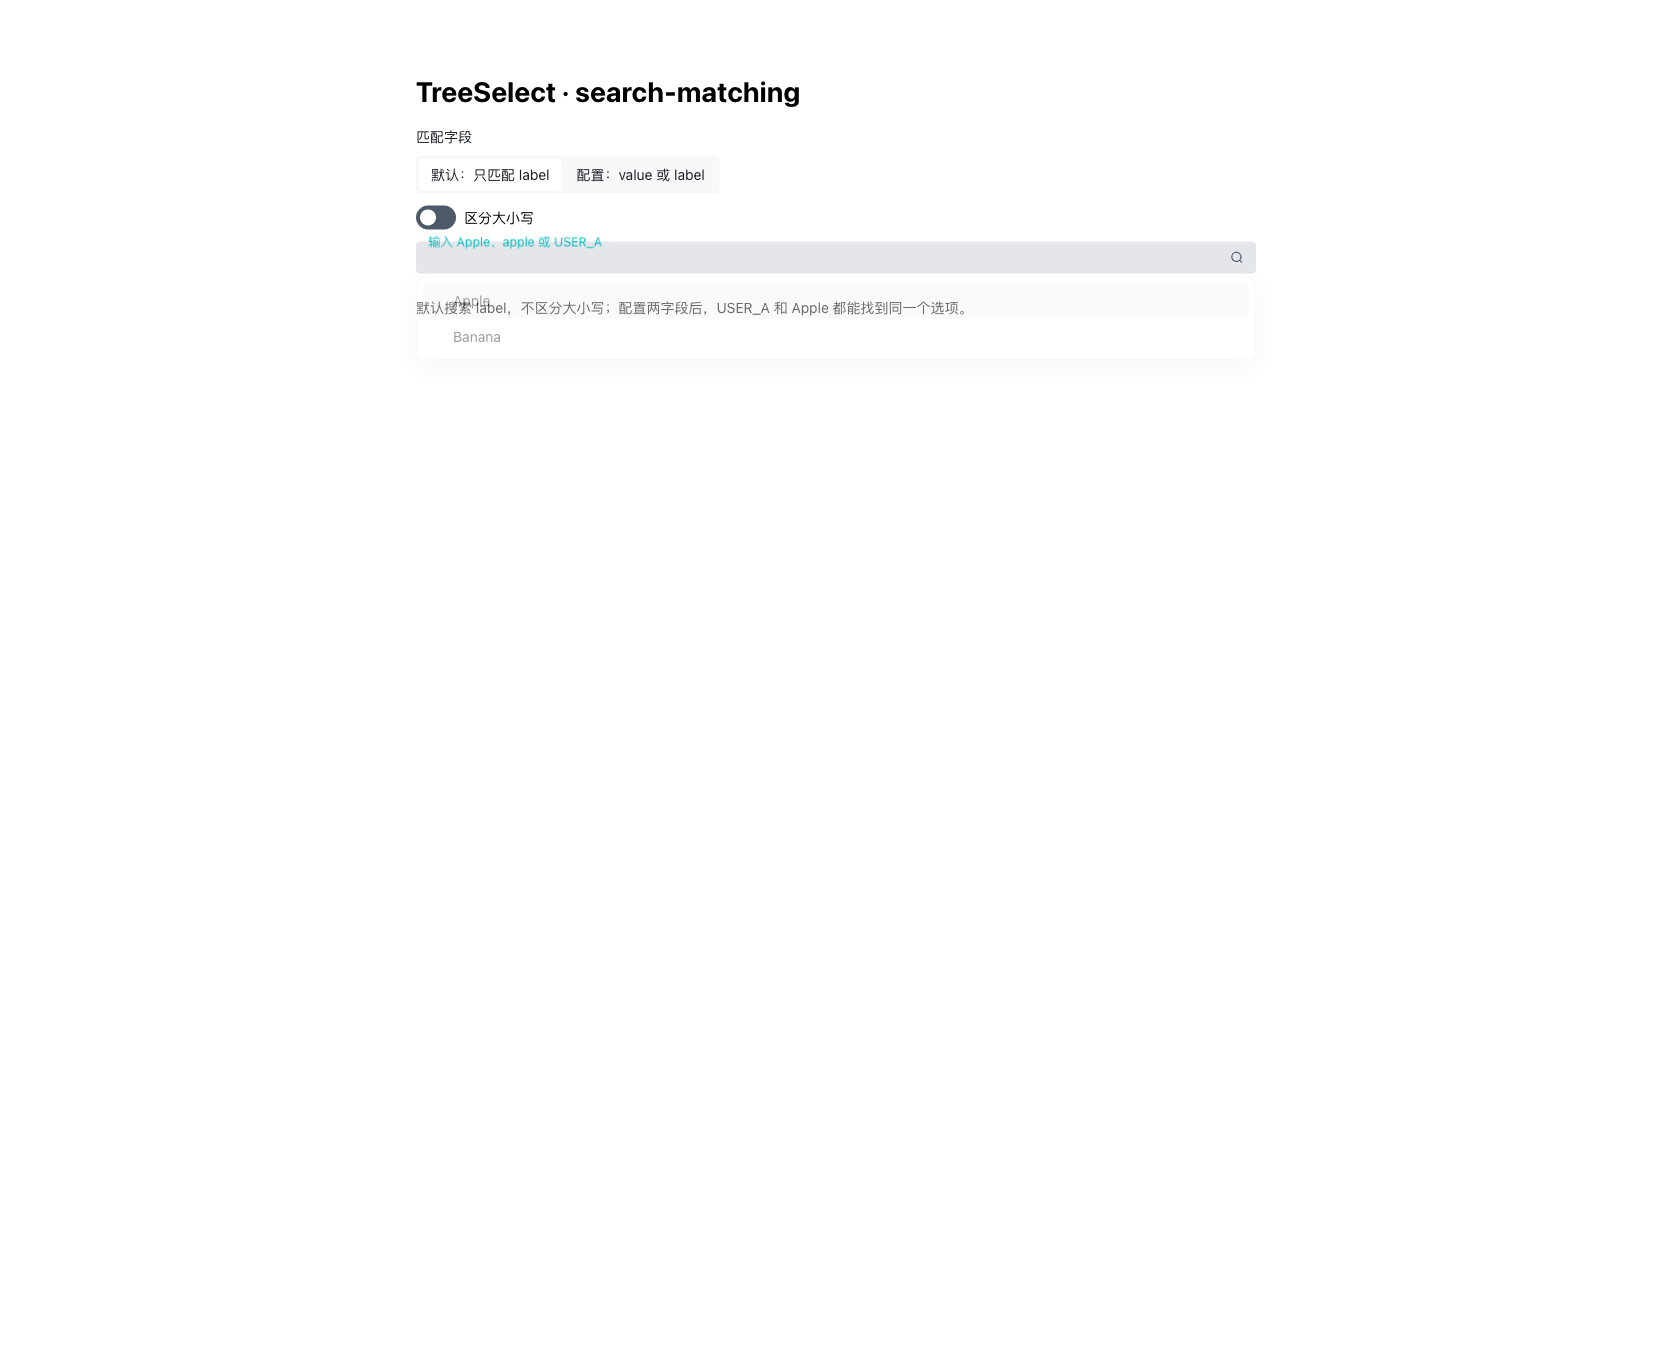 TreeSelect · search-matching
匹配字段
默认：只匹配 label
配置：value 或 label
区分大小写
输入 Apple、apple 或 USER_A
Apple
默认搜索 label，不区分大小写；配置两字段后，USER_A 和 Apple 都能找到同一个选项。
Banana